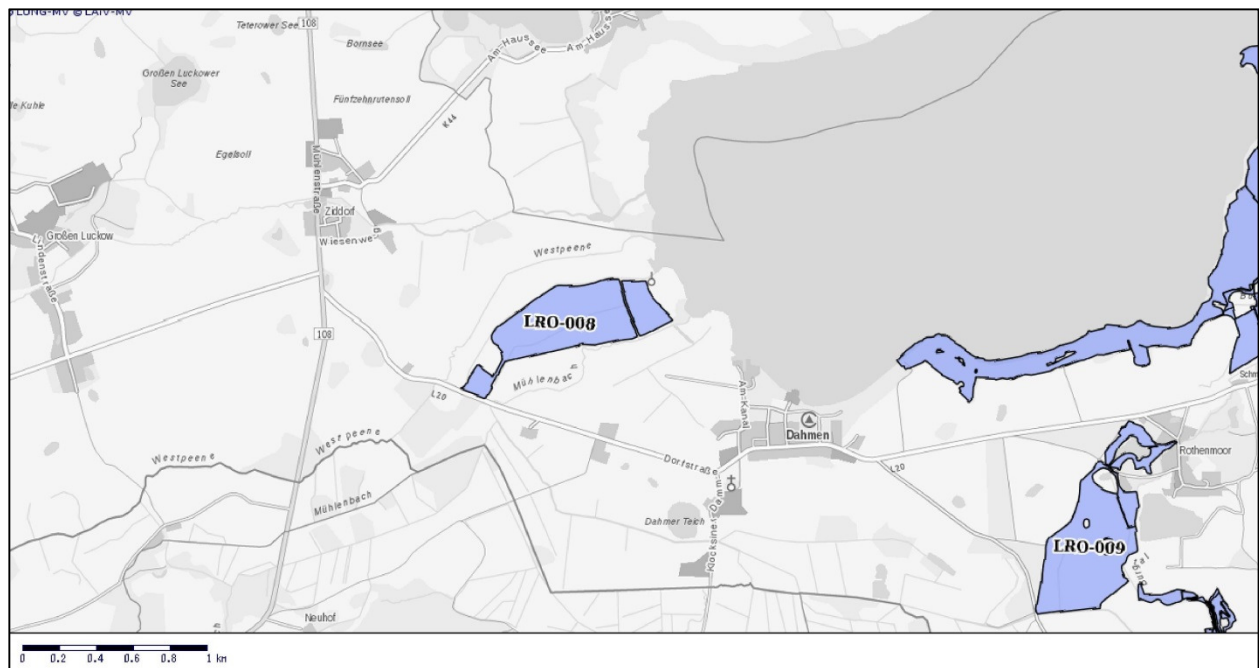 LUNG-MV © LAIV-MV
Teterower See
108
Bornsee
Am-Haussee
Am-Haussee
Großen Luckower
See
le Kuhle
Fünfzehnrutensoll
K44
Egelsoll
Mühlenstraße
Ziddorf
Wiesenweg
Großen Luckow
Lindenstraße
Westpeene
LRO-008
108
Mühlenbach
L20
Am-Kanal
Dahmen
Schm
Westpeene
Westpeene
Dorfstraße
L20
Rothenmoor
Mühlenbach
Dahmer Teich
Klocksiner-Damm
LRO-009
Neuhof
0 0.2 0.4 0.6 0.8 1 km